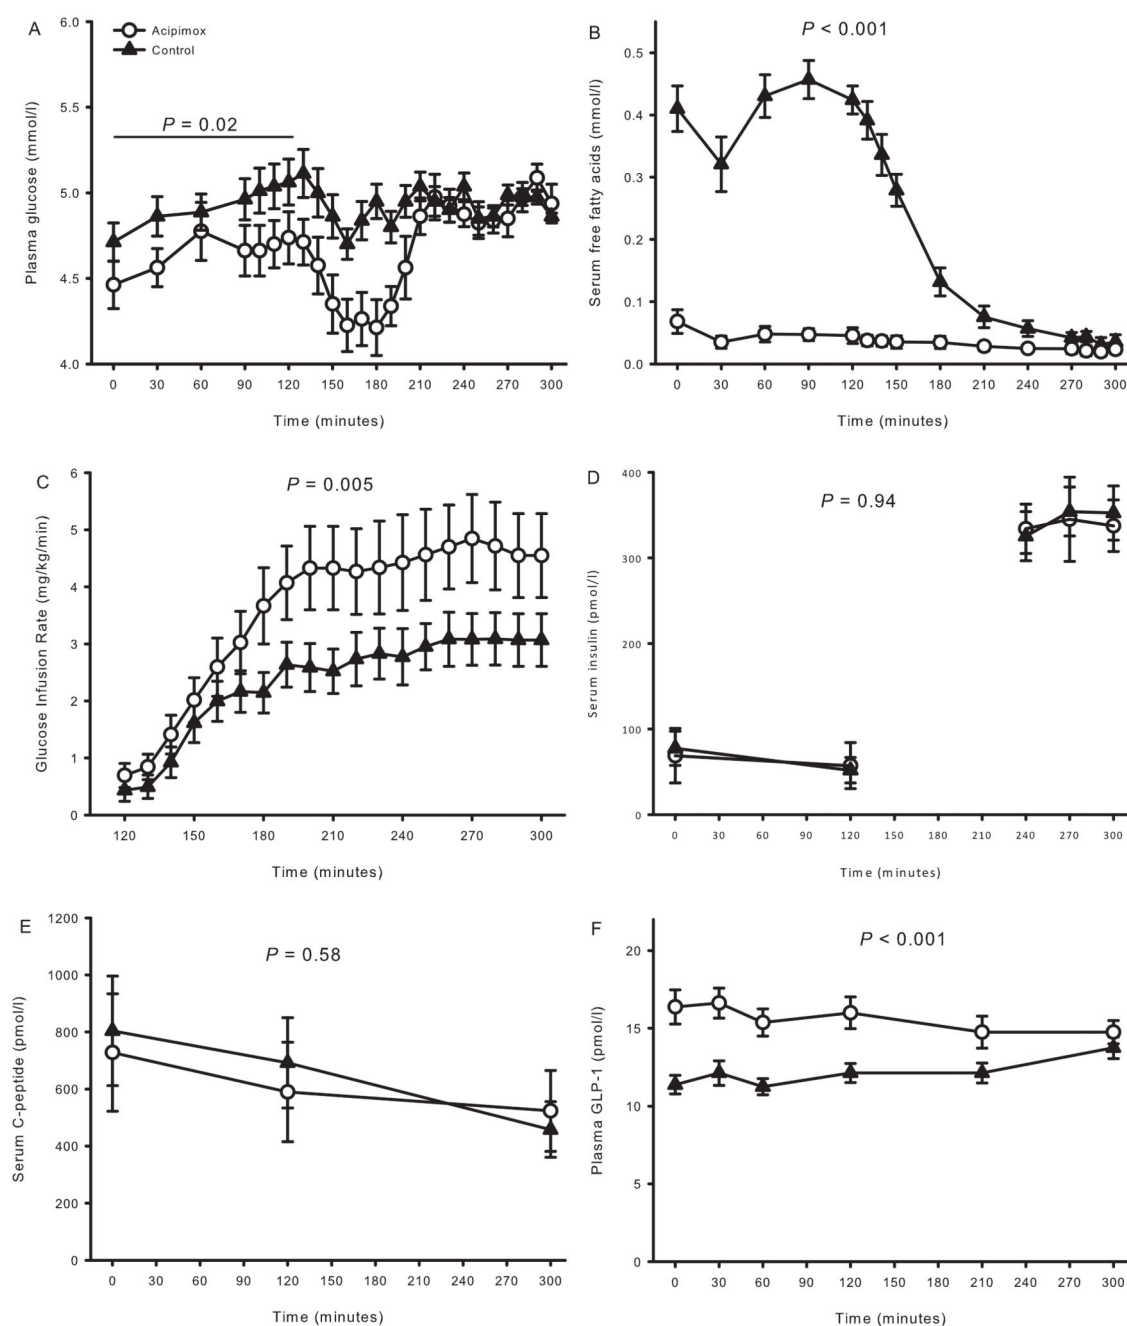 A
Acipimox
Control
P = 0.02
Plasma glucose (mmol/l)
6.0
5.5
5.0
4.5
4.0
0 30 60 90 120 150 180 210 240 270 300
Time (minutes)
B
P < 0.001
Serum free fatty acids (mmol/l)
0.5
0.4
0.3
0.2
0.1
0.0
0 30 60 90 120 150 180 210 240 270 300
Time (minutes)
C
P = 0.005
Glucose Infusion Rate (mg/kg/min)
6
5
4
3
2
1
0
120 150 180 210 240 270 300
Time (minutes)
D
P = 0.94
Serum insulin (pmol/l)
400
300
200
100
0
0 30 60 90 120 150 180 210 240 270 300
Time (minutes)
E
P = 0.58
Serum C-peptide (pmol/l)
1200
1000
800
600
400
200
0
0 30 60 90 120 150 180 210 240 270 300
Time (minutes)
F
P < 0.001
Plasma GLP-1 (pmol/l)
20
15
10
5
0
0 30 60 90 120 150 180 210 240 270 300
Time (minutes)